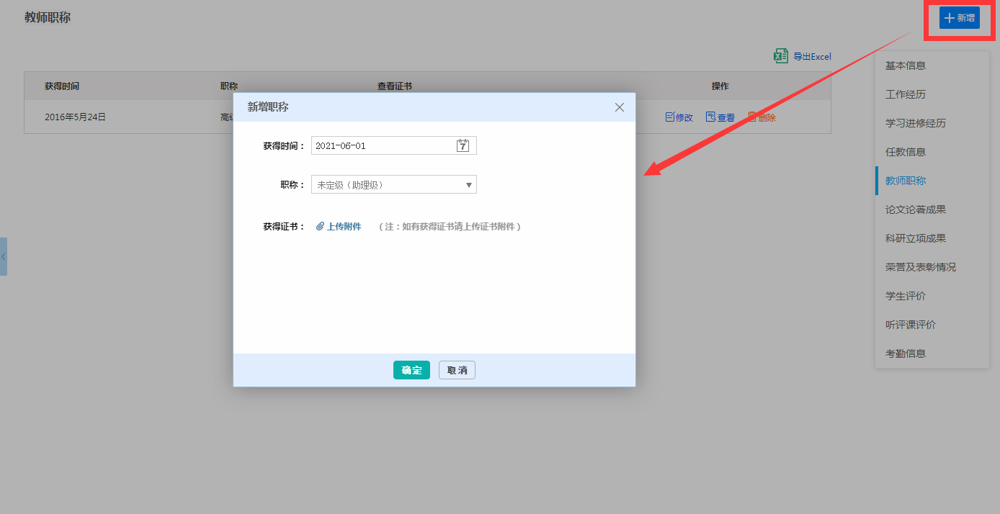 教师职称
新增
导出Excel
获得时间 职称 查看证书 操作
2016年5月24日 高级 修改 查看 删除
新增职称
获得时间： 2021-06-01 7
职称： 未定级（助理级）
获得证书： 上传附件 （注：如有获得证书请上传证书附件）
确定 取消
基本信息
工作经历
学习进修经历
任教信息
教师职称
论文论著成果
科研立项成果
荣誉及表彰情况
学生评价
听评课评价
考勤信息